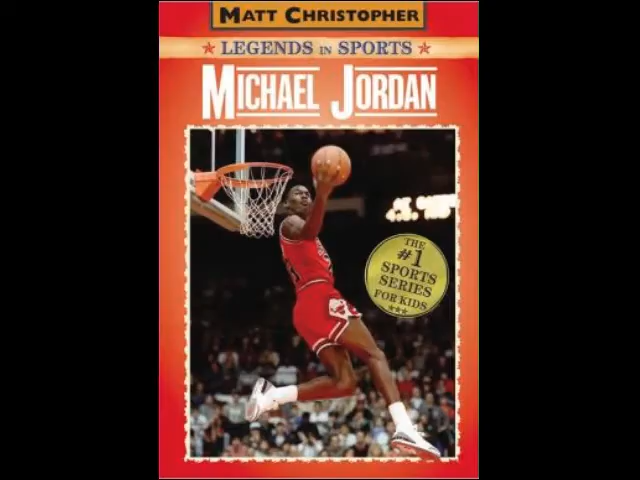 MATT CHRISTOPHER
LEGENDS IN SPORTS
MICHAEL JORDAN
THE
#1
SPORTS
SERIES
FOR KIDS